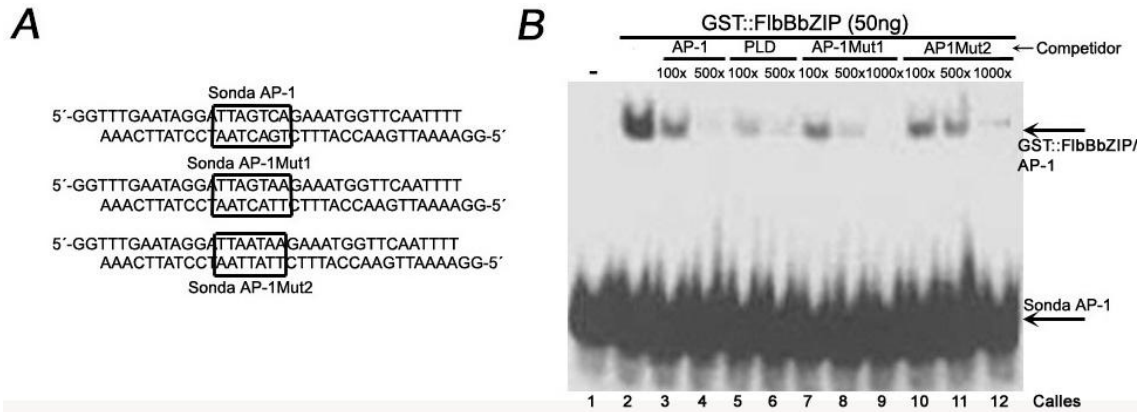 A
Sonda AP-1
5´-GGTTTGAATAGGATTAGTCAGAAATGGTTCAATTTT
AAACTTATCCTAATCAGTCTTTACCAAGTTAAAAGG-5´
Sonda AP-1Mut1
5´-GGTTTGAATAGGATTAGTAAGAAATGGTTCAATTTT
AAACTTATCCTAATCATTCTTTACCAAGTTAAAAGG-5´
5´-GGTTTGAATAGGATTAATAAGAAATGGTTCAATTTT
AAACTTATCCTAATTATTCTTTACCAAGTTAAAAGG-5´
Sonda AP-1Mut2
B
GST::FlbBbZIP (50ng)
AP-1 PLD AP-1Mut1 AP1Mut2 ←Competidor
- 100x 500x 100x 500x 100x 500x 1000x 100x 500x 1000x
GST::FlbBbZIP/
AP-1
Sonda AP-1
1 2 3 4 5 6 7 8 9 10 11 12 Calles